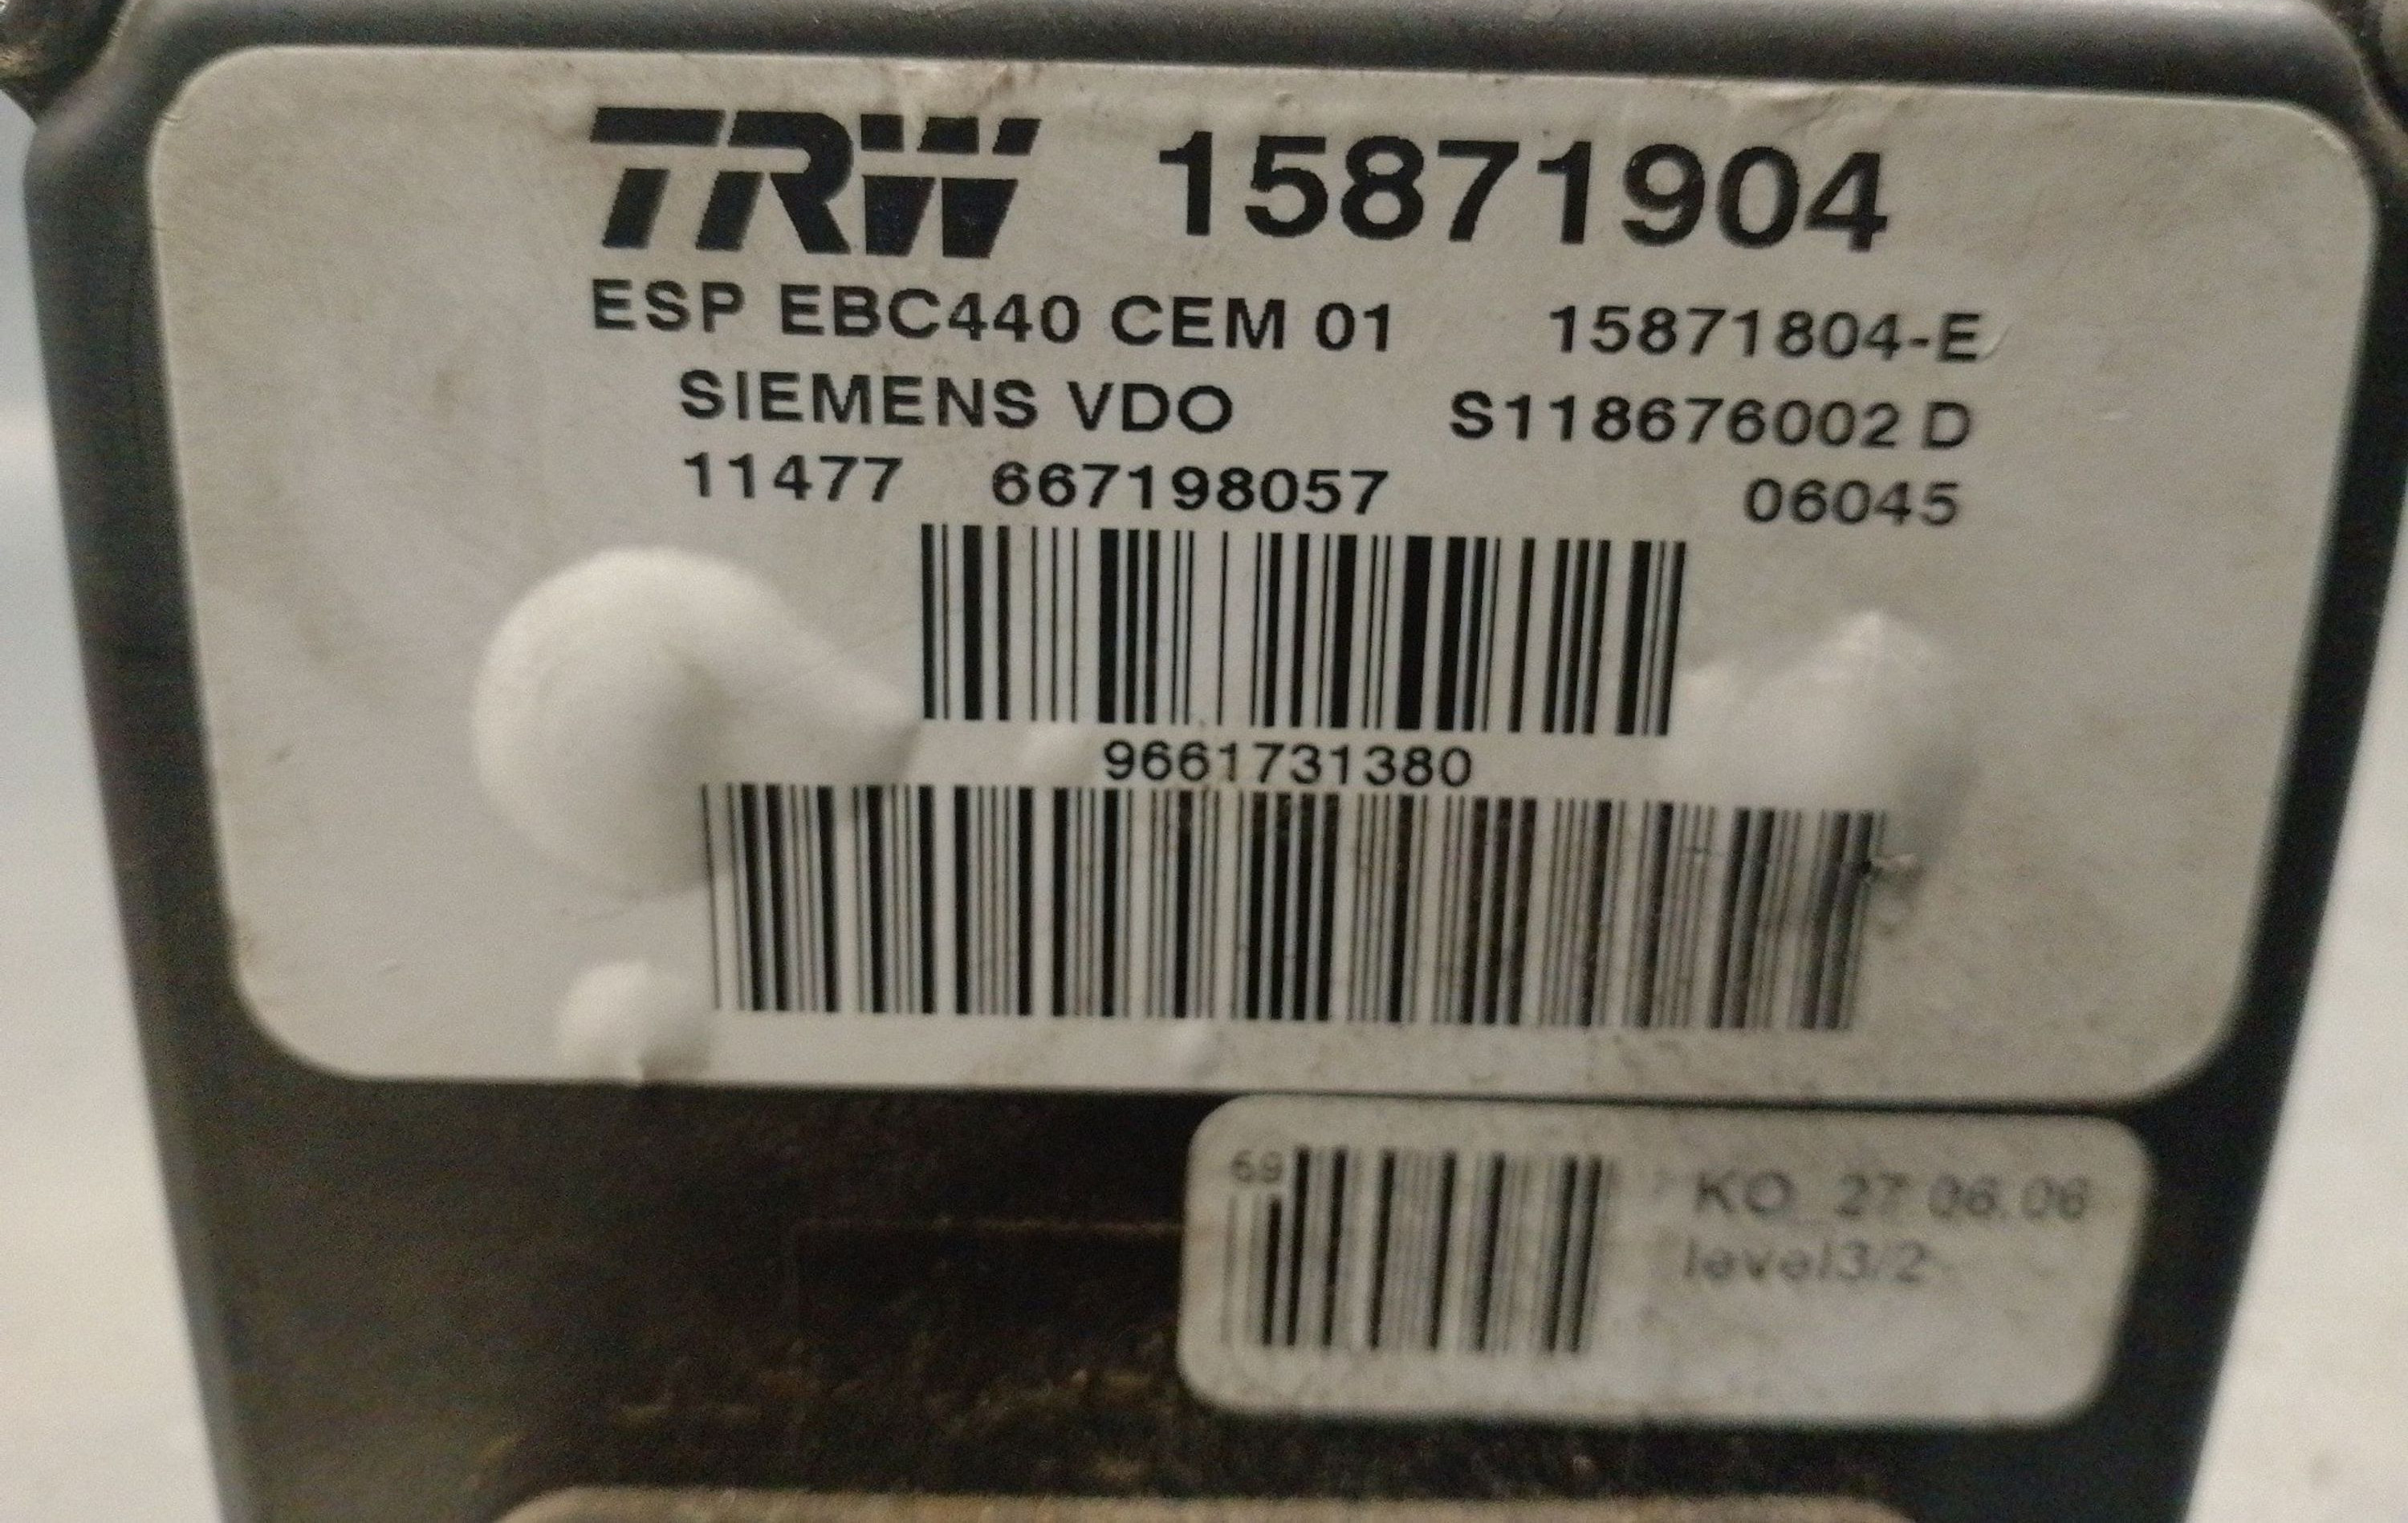 TRW 15871904
ESP EBC440 CEM 01 15871804-E
SIEMENS VDO S118676002 D
11477 667198057 06045
9661731380
69
KO 27 06.06
level3/2